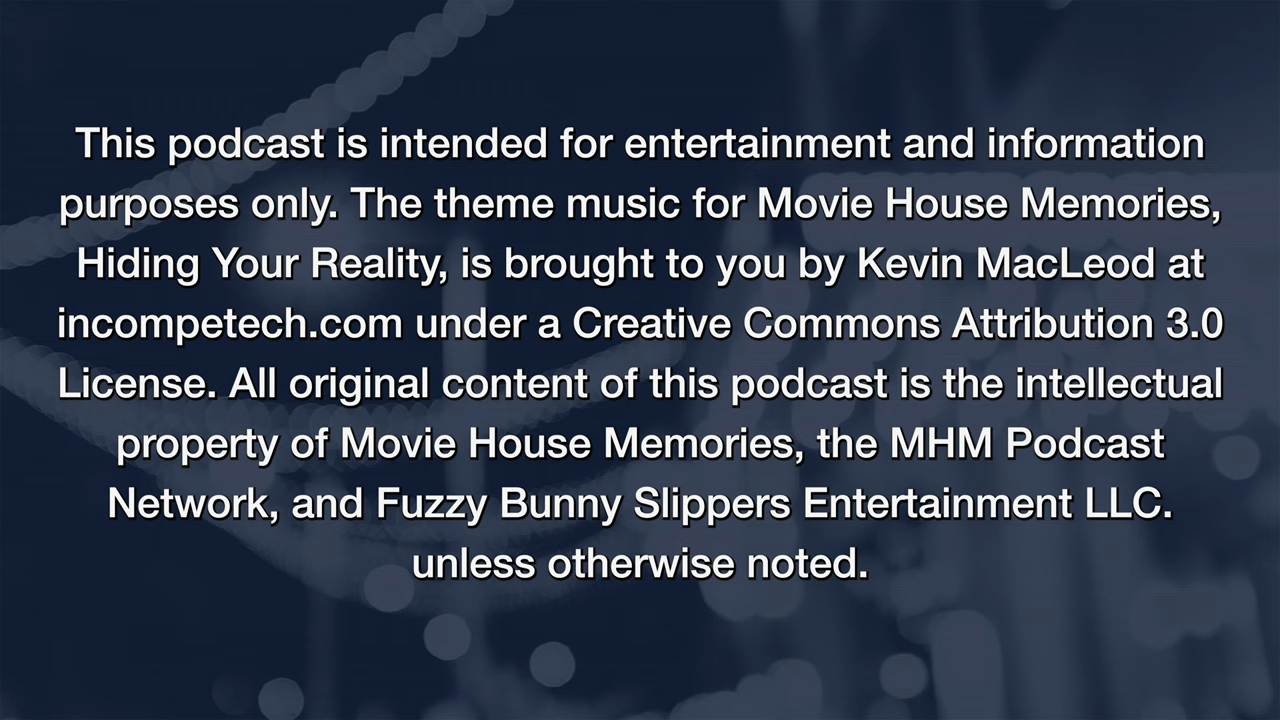 This podcast is intended for entertainment and information
purposes only. The theme music for Movie House Memories,
Hiding Your Reality, is brought to you by Kevin MacLeod at
incompetech.com under a Creative Commons Attribution 3.0
License. All original content of this podcast is the intellectual
property of Movie House Memories, the MHM Podcast
Network, and Fuzzy Bunny Slippers Entertainment LLC.
unless otherwise noted.